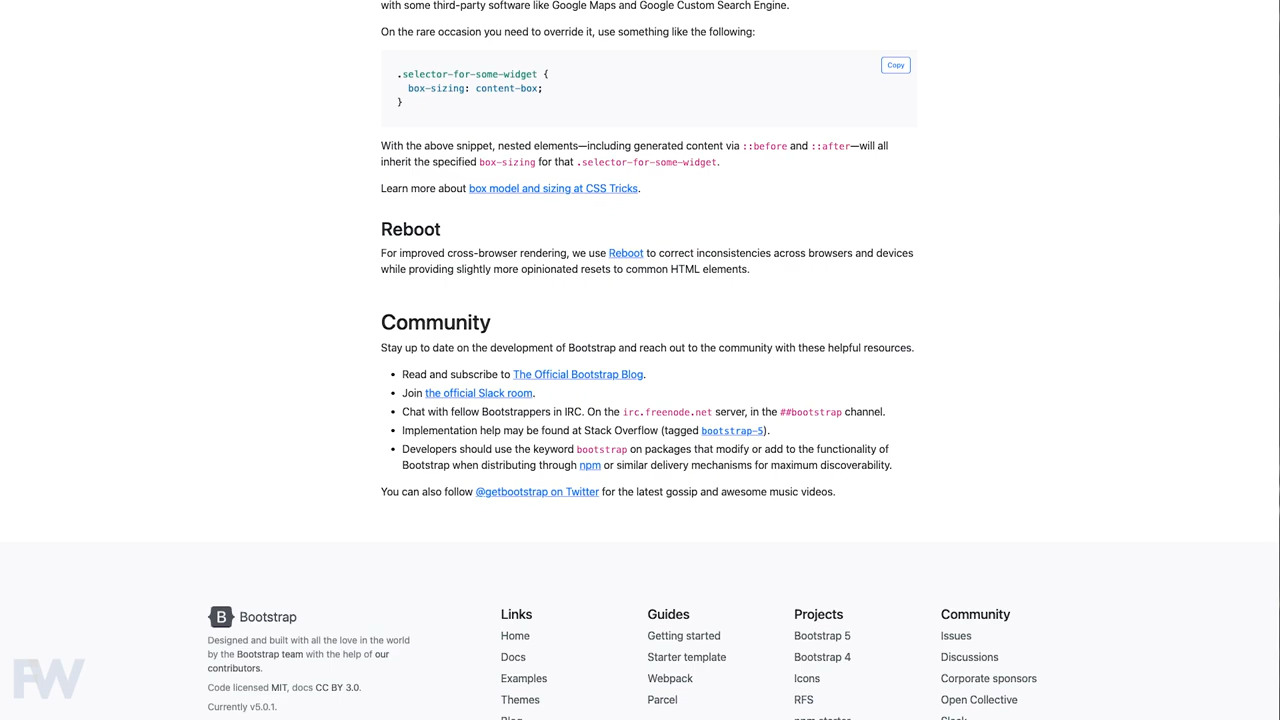 with some third-party software like Google Maps and Google Custom Search Engine.
On the rare occasion you need to override it, use something like the following:
Copy
.selector-for-some-widget {
box-sizing: content-box;
}
With the above snippet, nested elements—including generated content via ::before and ::after—will all
inherit the specified box-sizing for that .selector-for-some-widget.
Learn more about box model and sizing at CSS Tricks.
Reboot
For improved cross-browser rendering, we use Reboot to correct inconsistencies across browsers and devices
while providing slightly more opinionated resets to common HTML elements.
Community
Stay up to date on the development of Bootstrap and reach out to the community with these helpful resources.
• Read and subscribe to The Official Bootstrap Blog.
• Join the official Slack room.
• Chat with fellow Bootstrappers in IRC. On the irc.freenode.net server, in the ##bootstrap channel.
• Implementation help may be found at Stack Overflow (tagged bootstrap-5).
• Developers should use the keyword bootstrap on packages that modify or add to the functionality of
Bootstrap when distributing through npm or similar delivery mechanisms for maximum discoverability.
You can also follow @getbootstrap on Twitter for the latest gossip and awesome music videos.
B Bootstrap
Designed and built with all the love in the world
by the Bootstrap team with the help of our
contributors.
Code licensed MIT, docs CC BY 3.0.
Currently v5.0.1.
Links
Home
Docs
Examples
Themes
Blog
Guides
Getting started
Starter template
Webpack
Parcel
Projects
Bootstrap 5
Bootstrap 4
Icons
RFS
npm starter
Community
Issues
Discussions
Corporate sponsors
Open Collective
Slack
FW